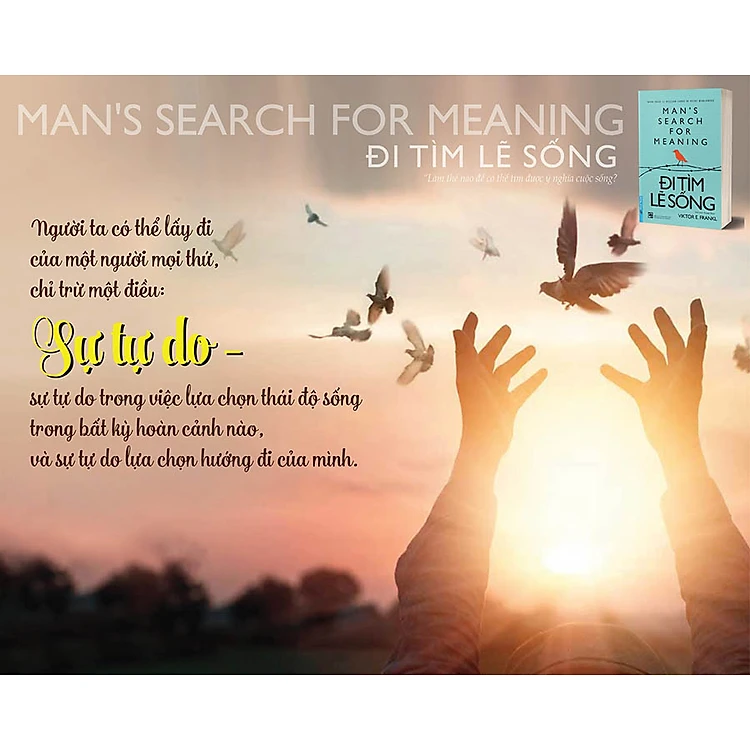 MAN'S SEARCH FOR MEANING
ĐI TÌM LẼ SỐNG
"Làm thế nào để có thể tìm được ý nghĩa cuộc sống?
Người ta có thể lấy đi
của một người mọi thứ,
chỉ trừ một điều:
Sự tự do –
sự tự do trong việc lựa chọn thái độ sống
trong bất kỳ hoàn cảnh nào,
và sự tự do lựa chọn hướng đi của mình.
MAN'S
SEARCH
FOR
MEANING
ĐI TÌM
LẼ SỐNG
VIKTOR E. FRANKL